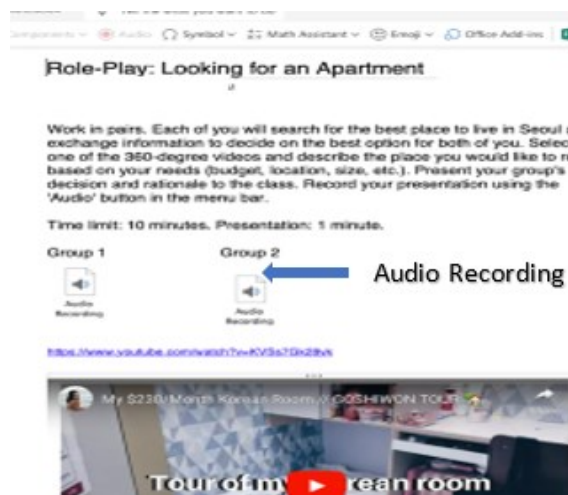 Audio Symbol Math Assistant Emoji Office Add-ins
Role-Play: Looking for an Apartment
Work in pairs. Each of you will search for the best place to live in Seoul
exchange information to decide on the best option for both of you. Selec
one of the 360-degree videos and describe the place you would like to r
based on your needs (budget, location, size, etc.). Present your group's
decision and rationale to the class. Record your presentation using the
'Audio' button in the menu bar.
Time limit: 10 minutes. Presentation: 1 minute.
Group 1 Group 2
Audio Recording
Audio Audio
Recording Recording
My $230/Month Korean Room // GOSHIWON TOUR
Tour of my rean room